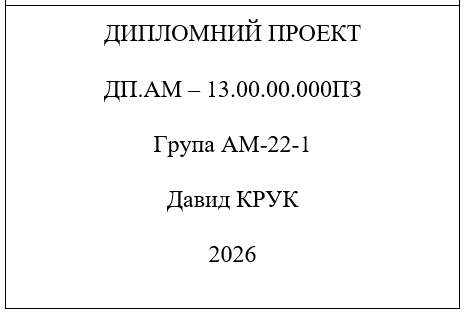 ДИПЛОМНИЙ ПРОЕКТ
ДП.АМ – 13.00.00.000ПЗ
Група АМ-22-1
Давид КРУК
2026